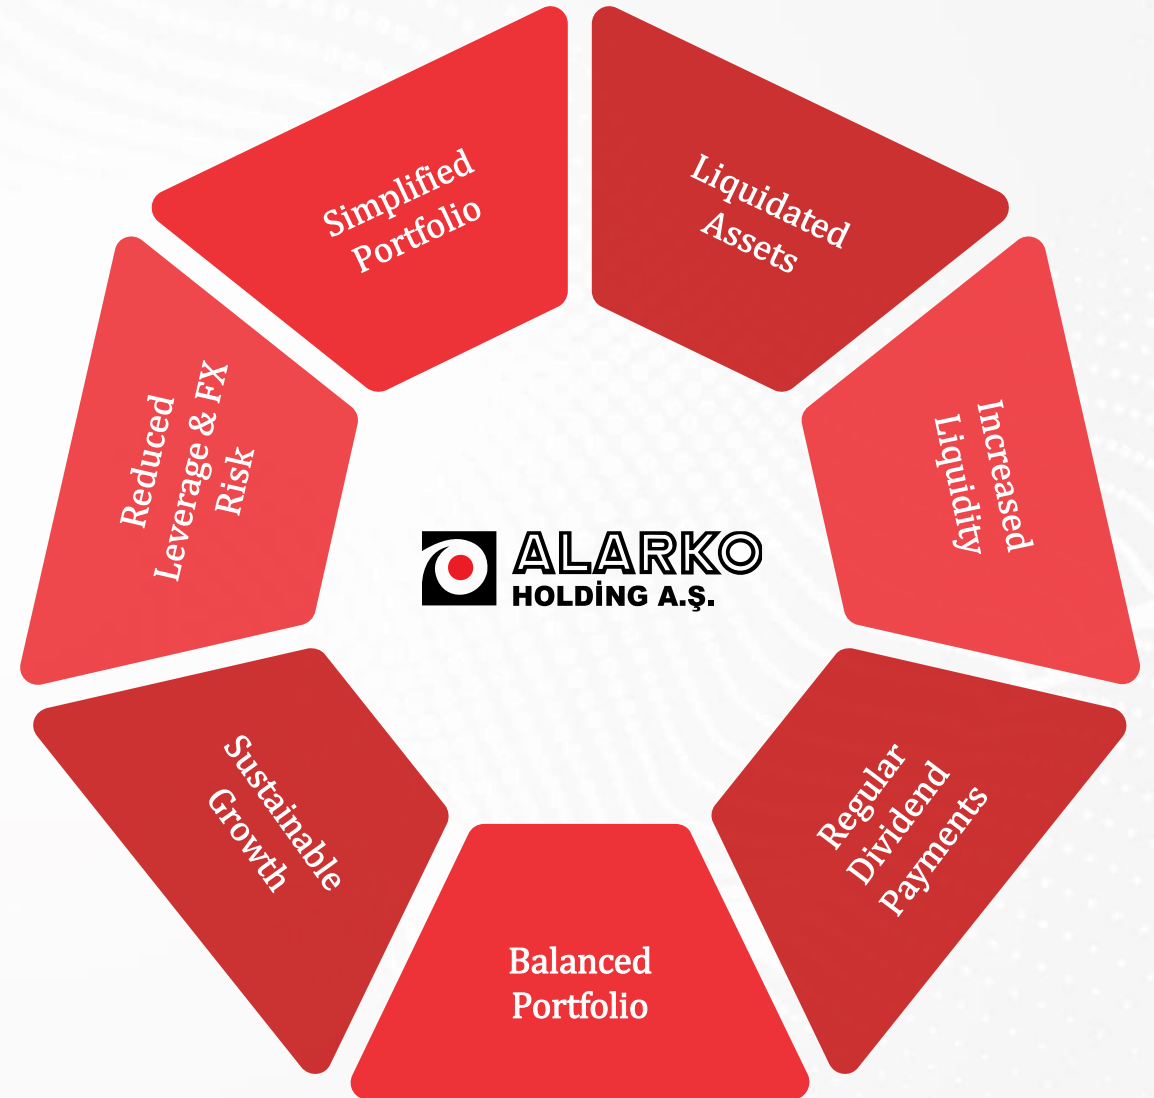 Simplified
Portfolio
Liquidated
Assets
Increased
Liquidity
Regular
Dividend
Payments
Balanced
Portfolio
Sustainable
Growth
Reduced
Leverage & FX
Risk
ALARKO
HOLDİNG A.Ş.